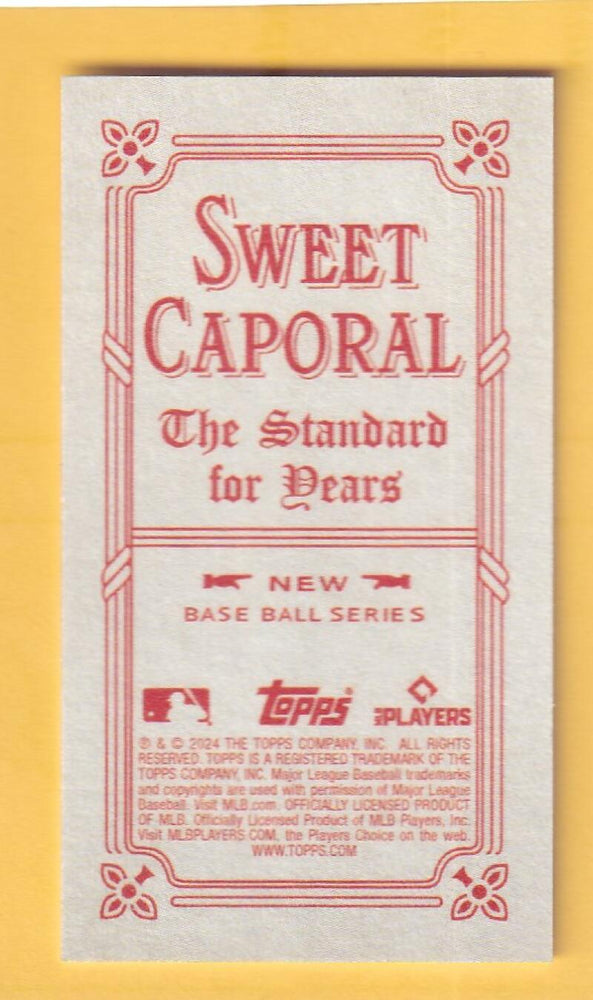 SWEET
CAPORAL
The Standard
for Years
NEW
BASE BALL SERIES
topps® MLB PLAYERS
® & © 2024 THE TOPPS COMPANY, INC. ALL RIGHTS
RESERVED. TOPPS IS A REGISTERED TRADEMARK OF THE
TOPPS COMPANY, INC. Major League Baseball trademarks
and copyrights are used with permission of Major League
Baseball. Visit MLB.com. OFFICIALLY LICENSED PRODUCT
OF MLB. Officially Licensed Product of MLB Players, Inc.
Visit MLBPLAYERS.COM, the Players Choice on the web.
WWW.TOPPS.COM